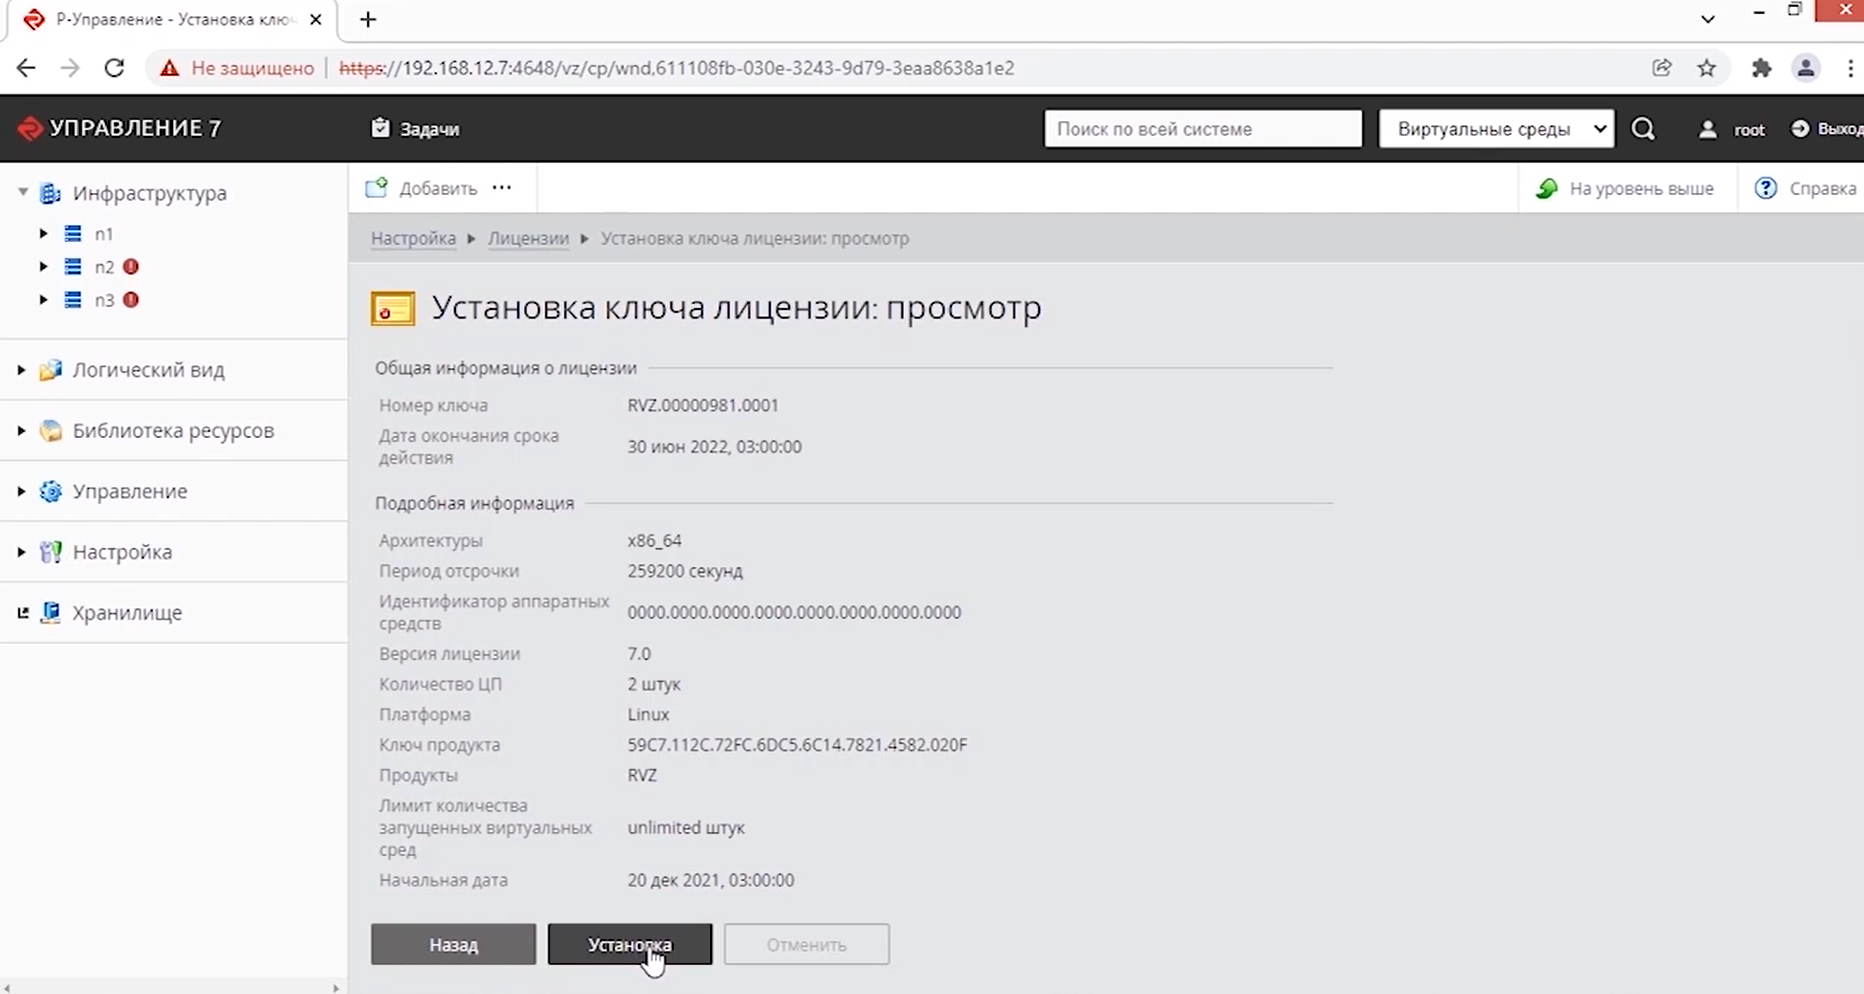 Р-Управление - Установка ключ
Не защищено
https://192.168.12.7:4648/vz/cp/wnd,611108fb-030e-3243-9d79-3eaa8638a1e2
УПРАВЛЕНИЕ 7
Задачи
Поиск по всей системе
Виртуальные среды
root
Выход
Инфраструктура
n1
n2
n3
Логический вид
Библиотека ресурсов
Управление
Настройка
Хранилище
Добавить ...
На уровень выше
Справка
Настройка
Лицензии
Установка ключа лицензии: просмотр
Установка ключа лицензии: просмотр
Общая информация о лицензии
Номер ключа RVZ.00000981.0001
Дата окончания срока
действия
30 июн 2022, 03:00:00
Подробная информация
Архитектуры x86_64
Период отсрочки 259200 секунд
Идентификатор аппаратных
средств
0000.0000.0000.0000.0000.0000.0000.0000
Версия лицензии 7.0
Количество ЦП 2 штук
Платформа Linux
Ключ продукта 59C7.112C.72FC.6DC5.6C14.7821.4582.020F
Продукты RVZ
Лимит количества
запущенных виртуальных
сред
unlimited штук
Начальная дата 20 дек 2021, 03:00:00
Назад
Установка
Отменить